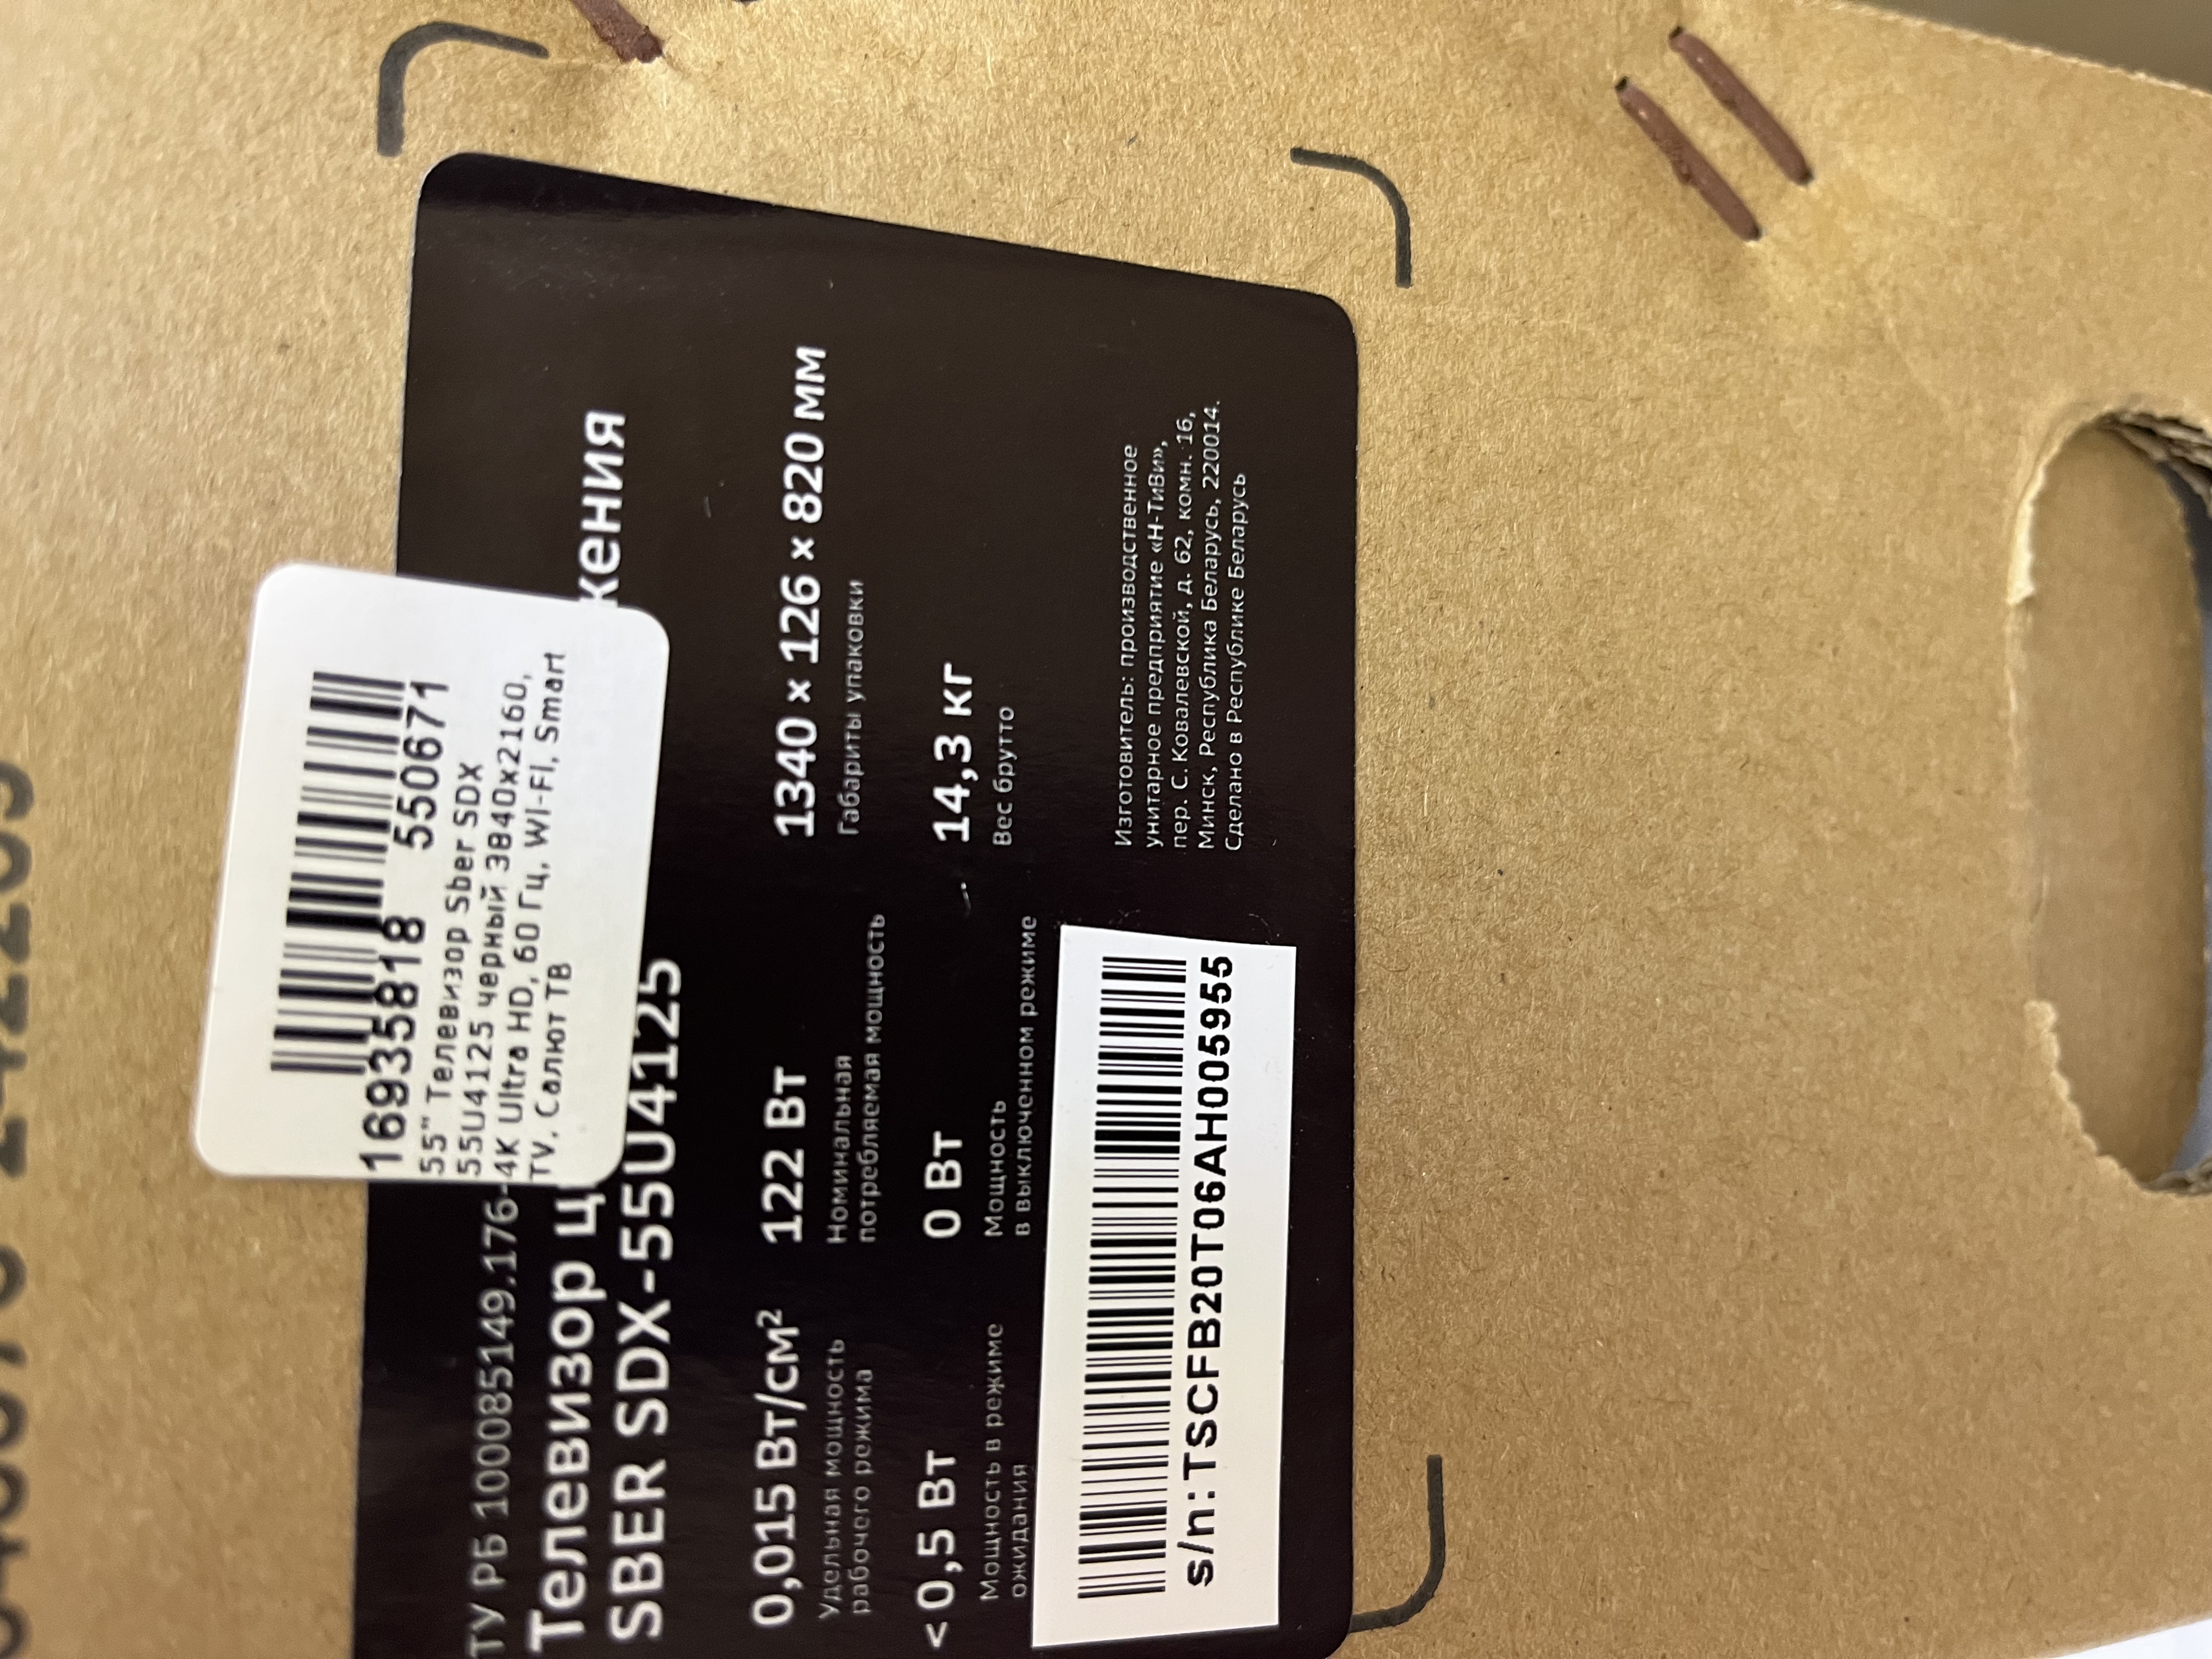 16935818 550671
55" Телевизор Sber SDX
55U4125 черный 3840x2160,
4K Ultra HD, 60 Гц, WI-FI, Smart
TV, Салют ТВ
ТУ РБ 100085149.176-
Телевизор
SBER SDX-55U4125
0,015 Вт/см²
Удельная мощность
рабочего режима
122 Вт
Номинальная
потребляемая мощность
1340 × 126 × 820 мм
Габариты упаковки
< 0,5 Вт
Мощность в режиме
ожидания
0 Вт
Мощность
в выключенном режиме
14,3 кг
Вес брутто
s/n:TSCFB20T06AH005955
Изготовитель: производственное
унитарное предприятие «Н-ТиВи»,
пер. С. Ковалевской, д. 62, комн. 16,
Минск, Республика Беларусь, 220014.
Сделано в Республике Беларусь